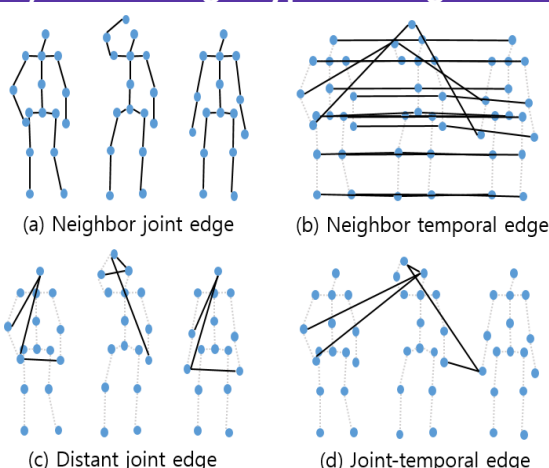 (a) Neighbor joint edge
(b) Neighbor temporal edge
(c) Distant joint edge
(d) Joint-temporal edge